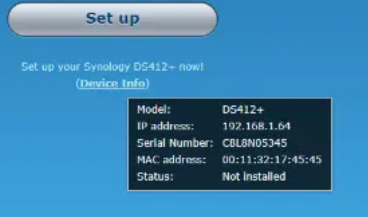 Set up
Set up your Synology DS412+ now!
(Device Info)
Model: DS412+
IP address: 192.168.1.64
Serial Number: C8L8N05345
MAC address: 00:11:32:17:45:45
Status: Not installed